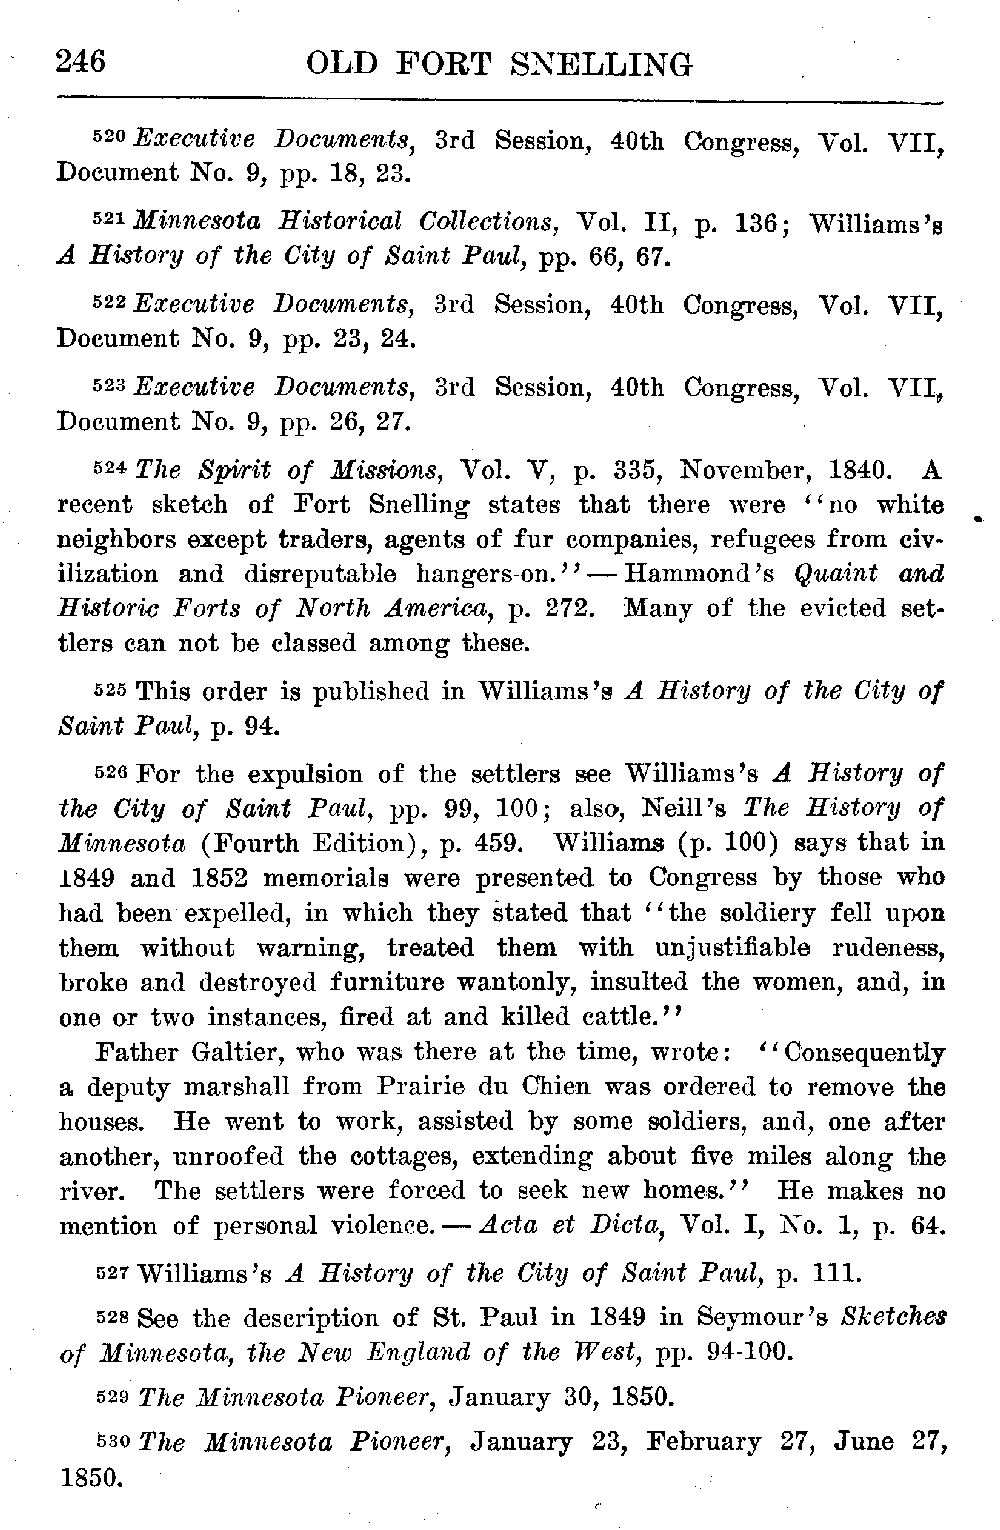 246 OLD FORT SNELLING
520 Executive Documents, 3rd Session, 40th Congress, Vol. VII,
Document No. 9, pp. 18, 23.
521 Minnesota Historical Collections, Vol. II, p. 136; Williams's
A History of the City of Saint Paul, pp. 66, 67.
522 Executive Documents, 3rd Session, 40th Congress, Vol. VII,
Document No. 9, pp. 23, 24.
523 Executive Documents, 3rd Session, 40th Congress, Vol. VII,
Document No. 9, pp. 26, 27.
524 The Spirit of Missions, Vol. V, p. 335, November, 1840. A
recent sketch of Fort Snelling states that there were "no white
neighbors except traders, agents of fur companies, refugees from civ-
ilization and disreputable hangers-on."—Hammond's Quaint and
Historic Forts of North America, p. 272. Many of the evicted set-
tlers can not be classed among these.
525 This order is published in Williams's A History of the City of
Saint Paul, p. 94.
526 For the expulsion of the settlers see Williams's A History of
the City of Saint Paul, pp. 99, 100; also, Neill's The History of
Minnesota (Fourth Edition), p. 459. Williams (p. 100) says that in
1849 and 1852 memorials were presented to Congress by those who
had been expelled, in which they stated that "the soldiery fell upon
them without warning, treated them with unjustifiable rudeness,
broke and destroyed furniture wantonly, insulted the women, and, in
one or two instances, fired at and killed cattle."
Father Galtier, who was there at the time, wrote: "Consequently
a deputy marshall from Prairie du Chien was ordered to remove the
houses. He went to work, assisted by some soldiers, and, one after
another, unroofed the cottages, extending about five miles along the
river. The settlers were forced to seek new homes." He makes no
mention of personal violence.—Acta et Dicta, Vol. I, No. 1, p. 64.
527 Williams's A History of the City of Saint Paul, p. 111.
528 See the description of St. Paul in 1849 in Seymour's Sketches
of Minnesota, the New England of the West, pp. 94-100.
529 The Minnesota Pioneer, January 30, 1850.
530 The Minnesota Pioneer, January 23, February 27, June 27,
1850.